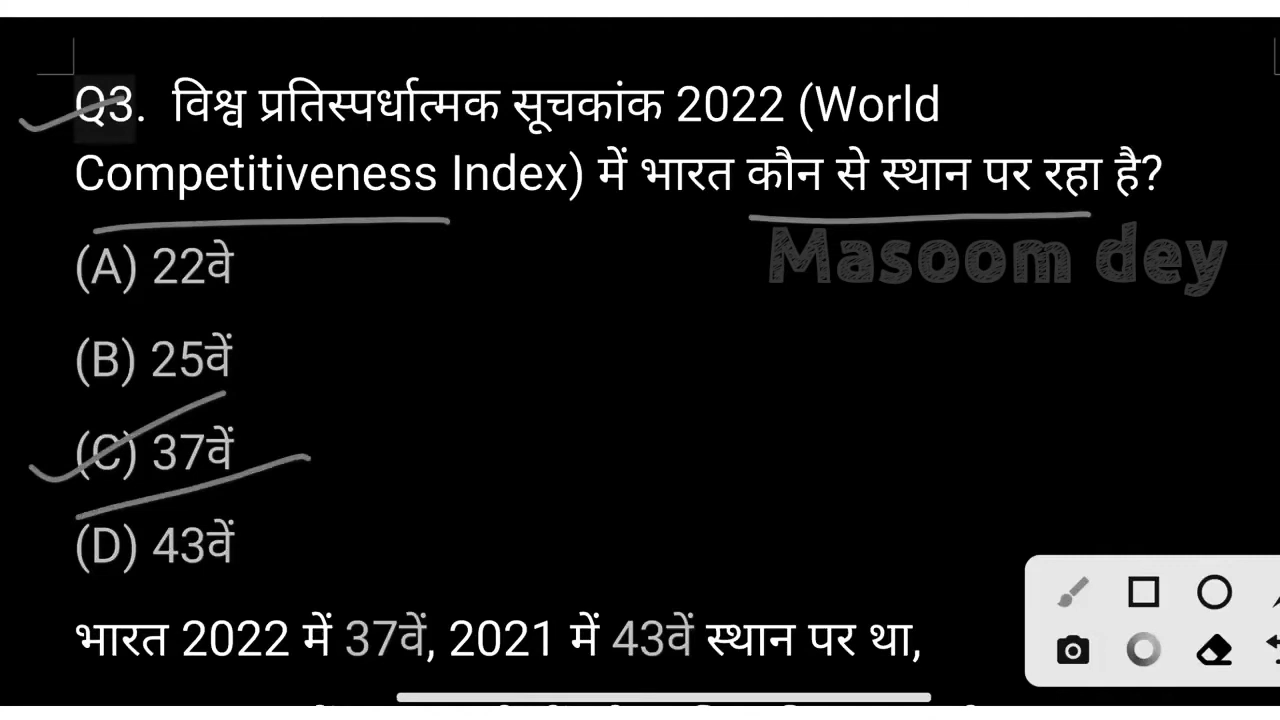 Q3. विश्व प्रतिस्पर्धात्मक सूचकांक 2022 (World
Competitiveness Index) में भारत कौन से स्थान पर रहा है?
Masoom dey
(A) 22वे
(B) 25वें
(C) 37वें
(D) 43वें
भारत 2022 में 37वें, 2021 में 43वें स्थान पर था,